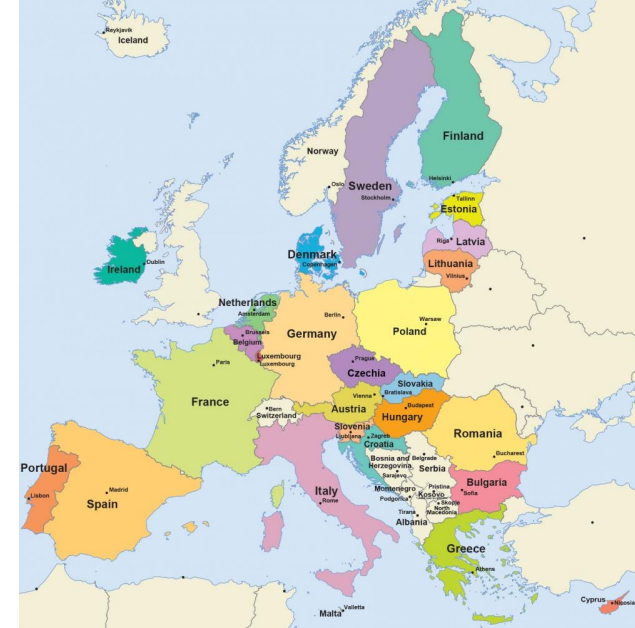 Reykjavik
Iceland
Finland
Norway
Oslo
Sweden
Stockholm
Helsinki
Tallinn
Estonia
Riga
Latvia
Lithuania
Vilnius
Denmark
Copenhagen
Dublin
Ireland
Netherlands
Amsterdam
Berlin
Germany
Warsaw
Poland
Brussels
Belgium
Luxembourg
Luxembourg
Prague
Czechia
Paris
France
Slovakia
Bratislava
Vienna
Austria
Budapest
Hungary
Bern
Switzerland
Slovenia
Ljubljana
Zagreb
Croatia
Romania
Bucharest
Bosnia and
Herzegovina
Sarajevo
Belgrade
Serbia
Portugal
Lisbon
Madrid
Spain
Italy
Rome
Montenegro
Podgorica
Pristina
Kosovo
Skopje
North
Macedonia
Tirana
Albania
Bulgaria
Sofia
Greece
Athens
Cyprus
Nicosia
Malta
Valletta